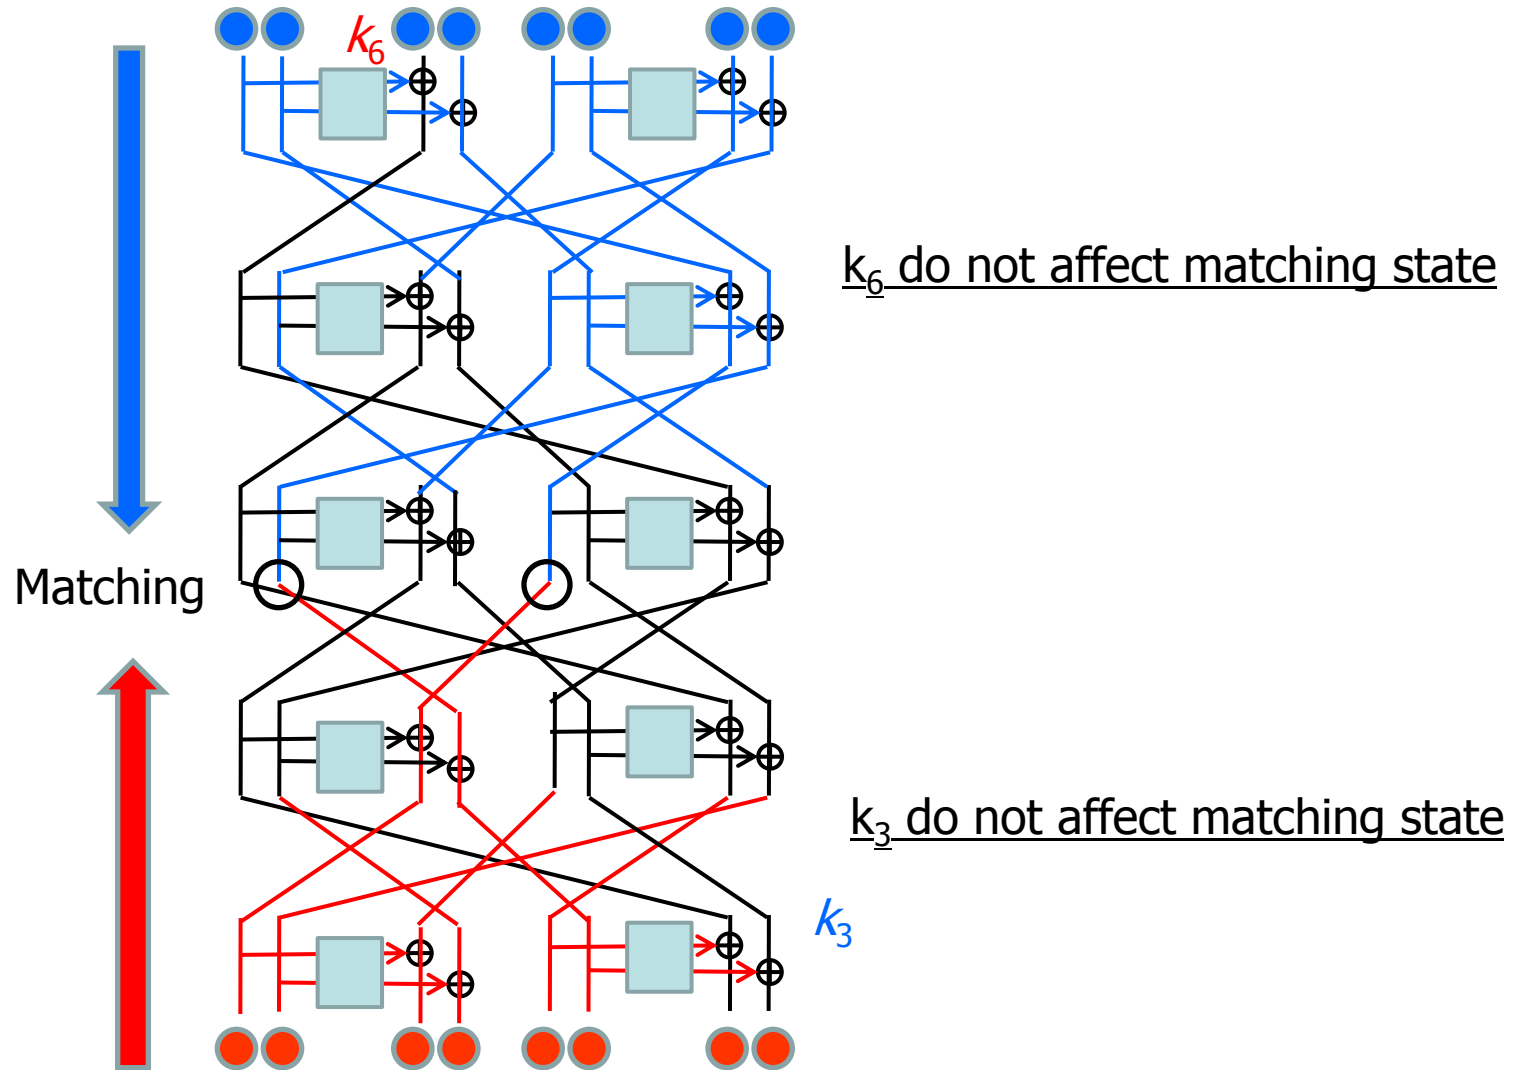 k6
k6 do not affect matching state
Matching
k3 do not affect matching state
k3